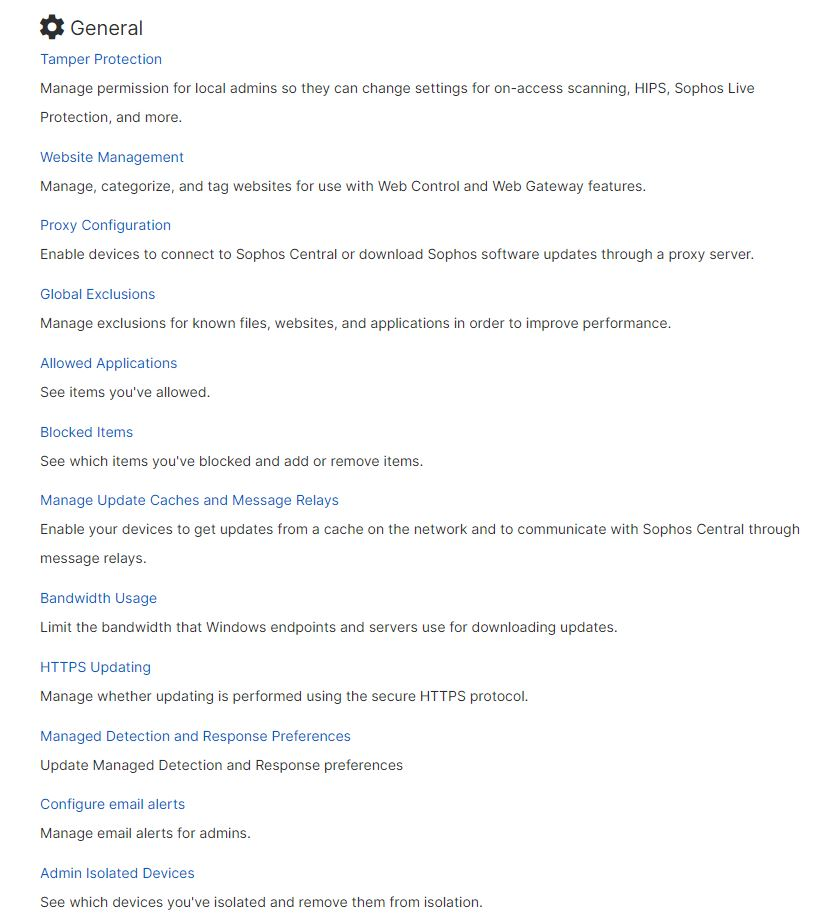 General
Tamper Protection
Manage permission for local admins so they can change settings for on-access scanning, HIPS, Sophos Live
Protection, and more.
Website Management
Manage, categorize, and tag websites for use with Web Control and Web Gateway features.
Proxy Configuration
Enable devices to connect to Sophos Central or download Sophos software updates through a proxy server.
Global Exclusions
Manage exclusions for known files, websites, and applications in order to improve performance.
Allowed Applications
See items you've allowed.
Blocked Items
See which items you've blocked and add or remove items.
Manage Update Caches and Message Relays
Enable your devices to get updates from a cache on the network and to communicate with Sophos Central through
message relays.
Bandwidth Usage
Limit the bandwidth that Windows endpoints and servers use for downloading updates.
HTTPS Updating
Manage whether updating is performed using the secure HTTPS protocol.
Managed Detection and Response Preferences
Update Managed Detection and Response preferences
Configure email alerts
Manage email alerts for admins.
Admin Isolated Devices
See which devices you've isolated and remove them from isolation.